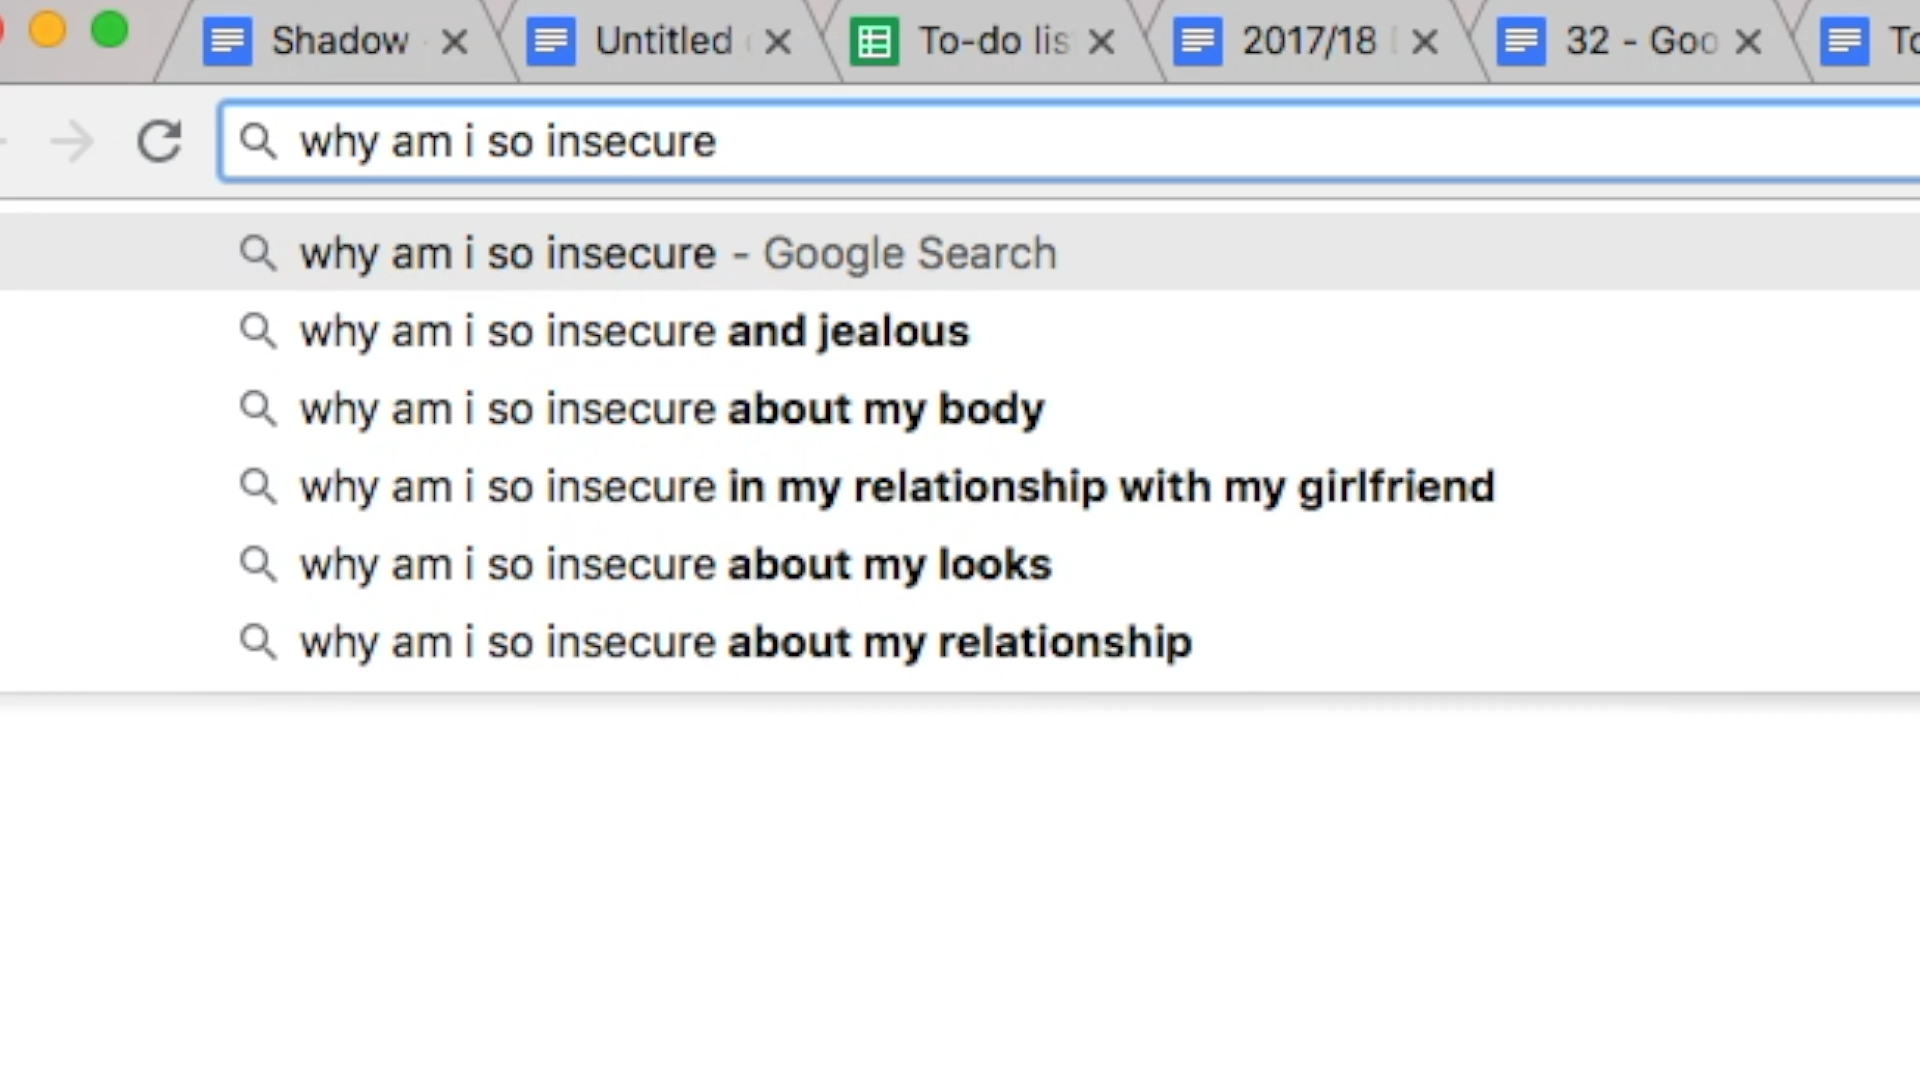 Shadow Untitled To-do lis 2017/18 32 - Goo To
why am i so insecure
why am i so insecure - Google Search
why am i so insecure and jealous
why am i so insecure about my body
why am i so insecure in my relationship with my girlfriend
why am i so insecure about my looks
why am i so insecure about my relationship